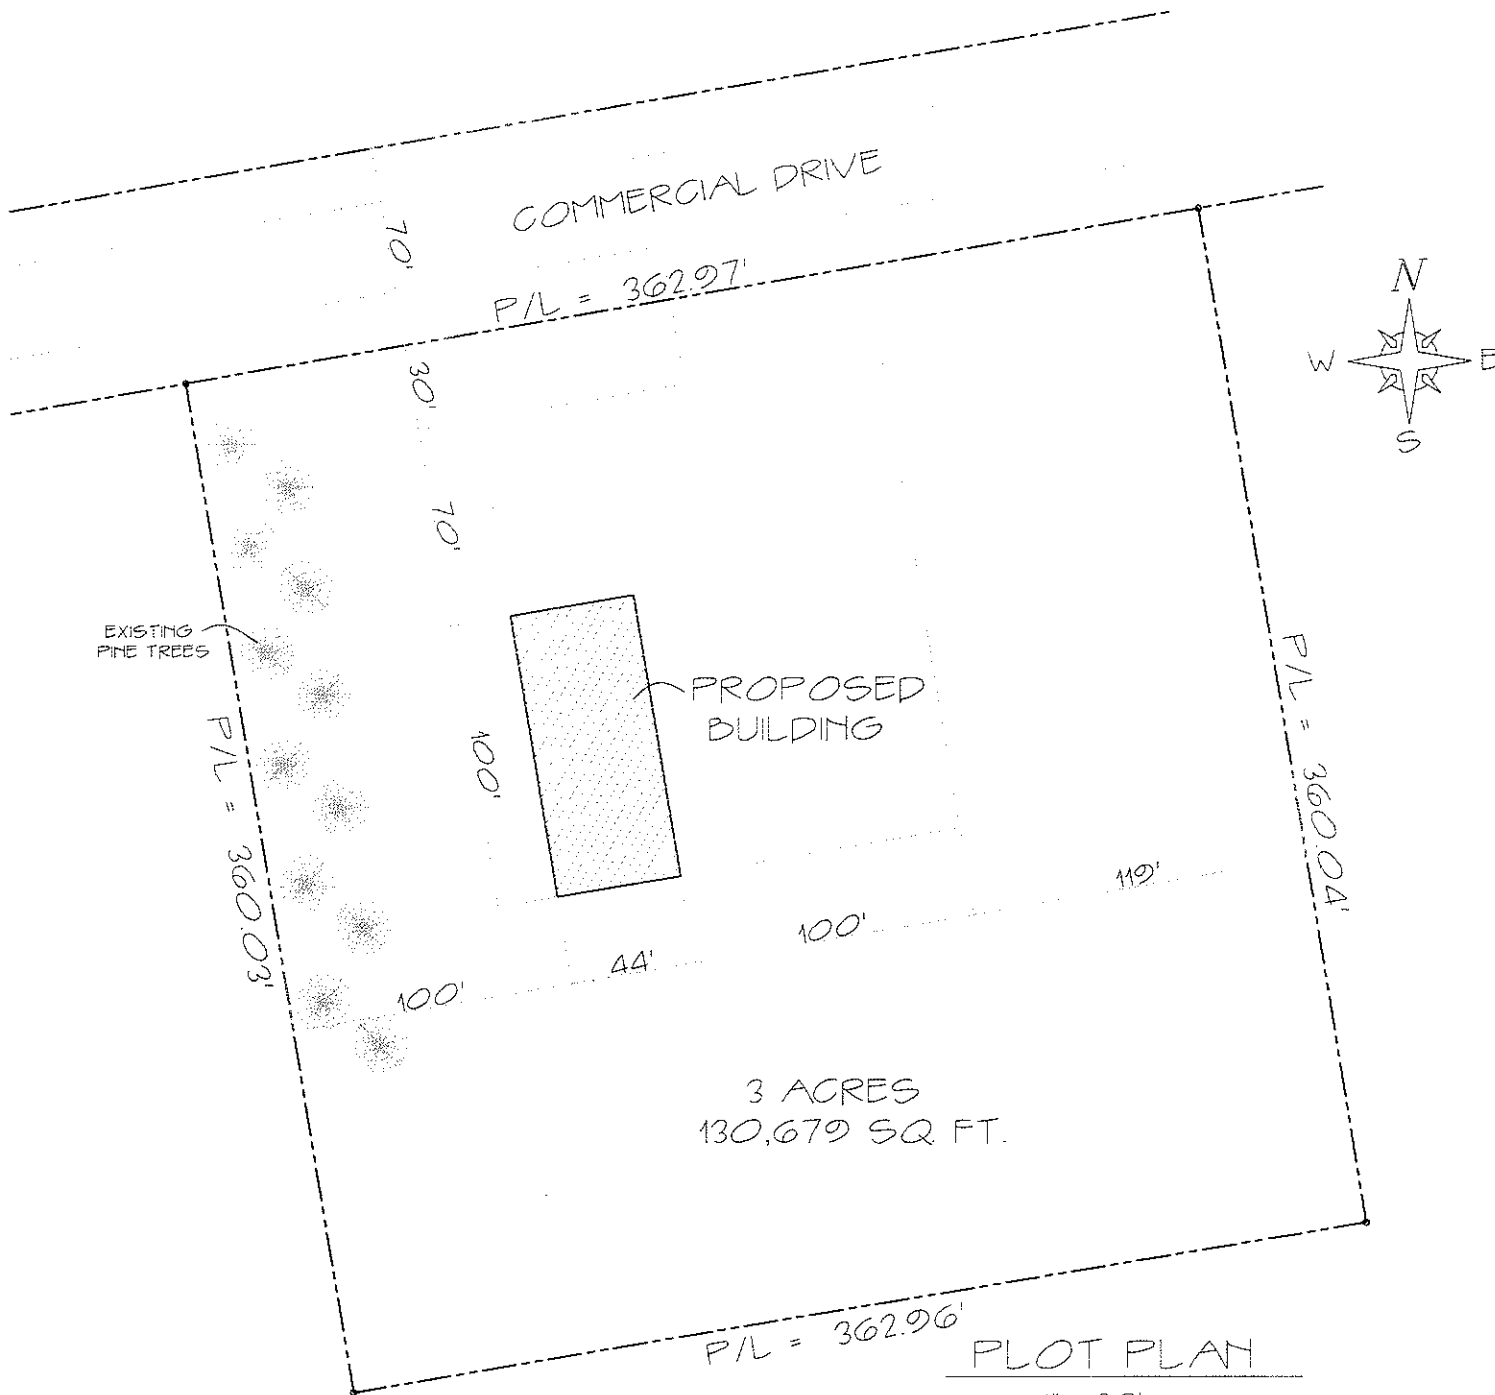 COMMERCIAL DRIVE
70'
P/L = 362.97'
N
W
E
S
30'
70'
EXISTING
PINE TREES
PROPOSED
BUILDING
P/L = 360.03'
P/L = 360.04'
100'
119'
100'
44'
100'
3 ACRES
130,679 SQ FT.
P/L = 362.96'
PLOT PLAN